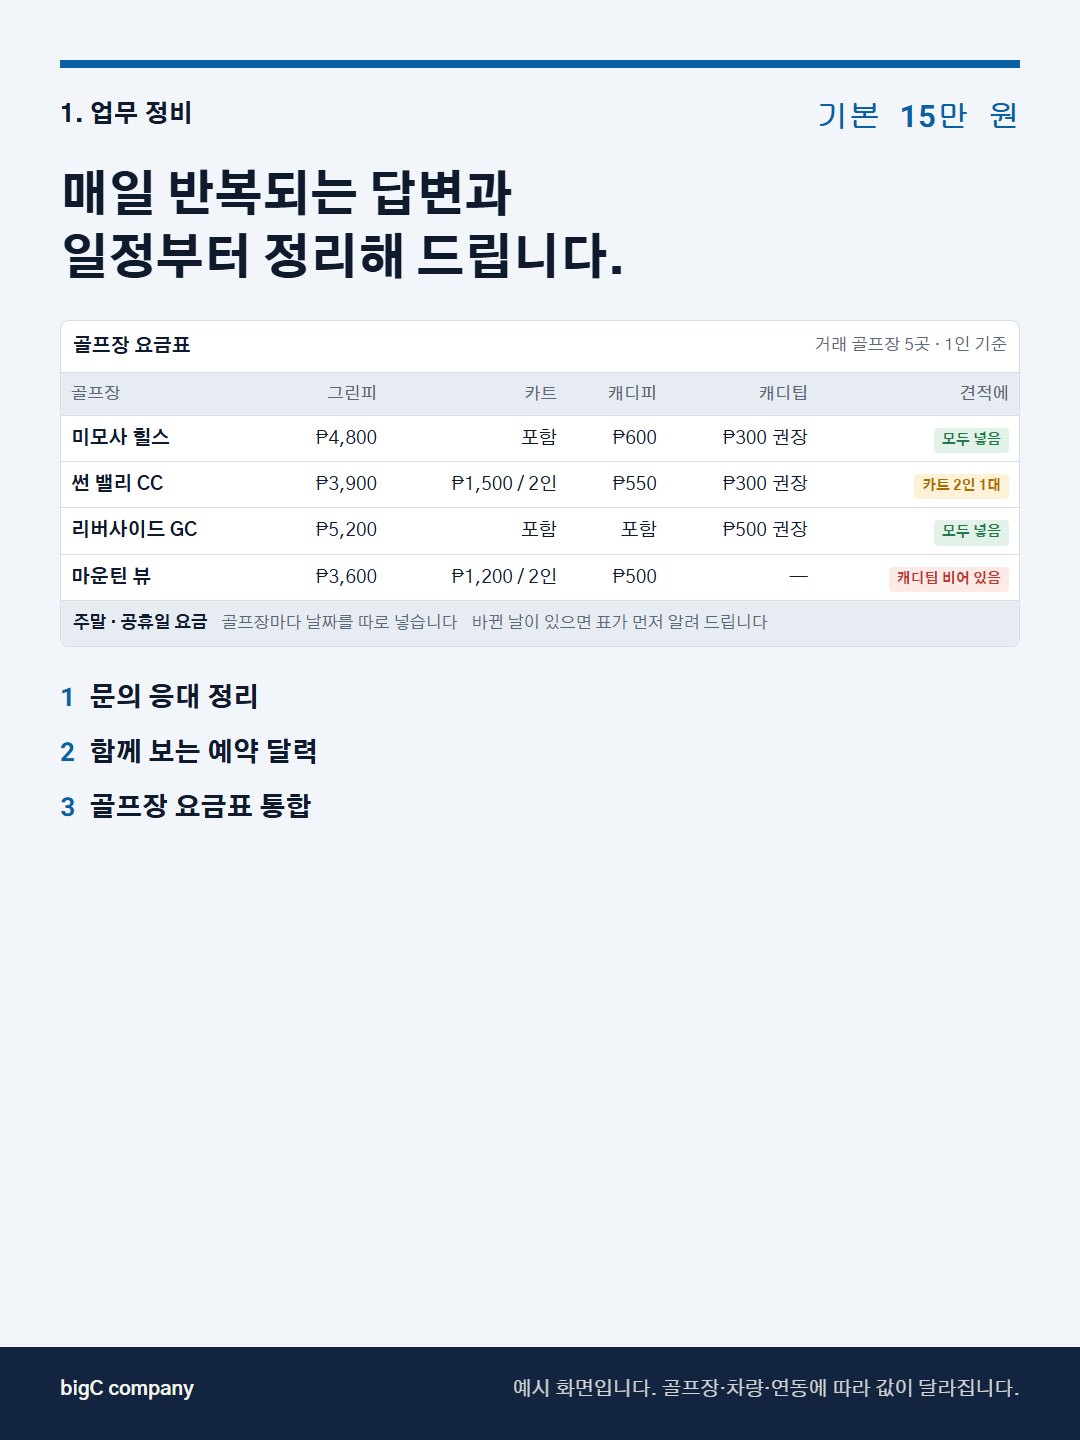 1. 업무 정비
기본 15만 원
매일 반복되는 답변과
일정부터 정리해 드립니다.
골프장 요금표 거래 골프장 5곳 · 1인 기준
골프장 그린피 카트 캐디피 캐디팁 견적에
미모사 힐스 ₱4,800 포함 ₱600 ₱300 권장 모두 넣음
썬 밸리 CC ₱3,900 ₱1,500 / 2인 ₱550 ₱300 권장 카트 2인 1대
리버사이드 GC ₱5,200 포함 포함 ₱500 권장 모두 넣음
마운틴 뷰 ₱3,600 ₱1,200 / 2인 ₱500 — 캐디팁 비어 있음
주말 · 공휴일 요금 골프장마다 날짜를 따로 넣습니다 바뀐 날이 있으면 표가 먼저 알려 드립니다
1 문의 응대 정리
2 함께 보는 예약 달력
3 골프장 요금표 통합
bigC company 예시 화면입니다. 골프장·차량·연동에 따라 값이 달라집니다.